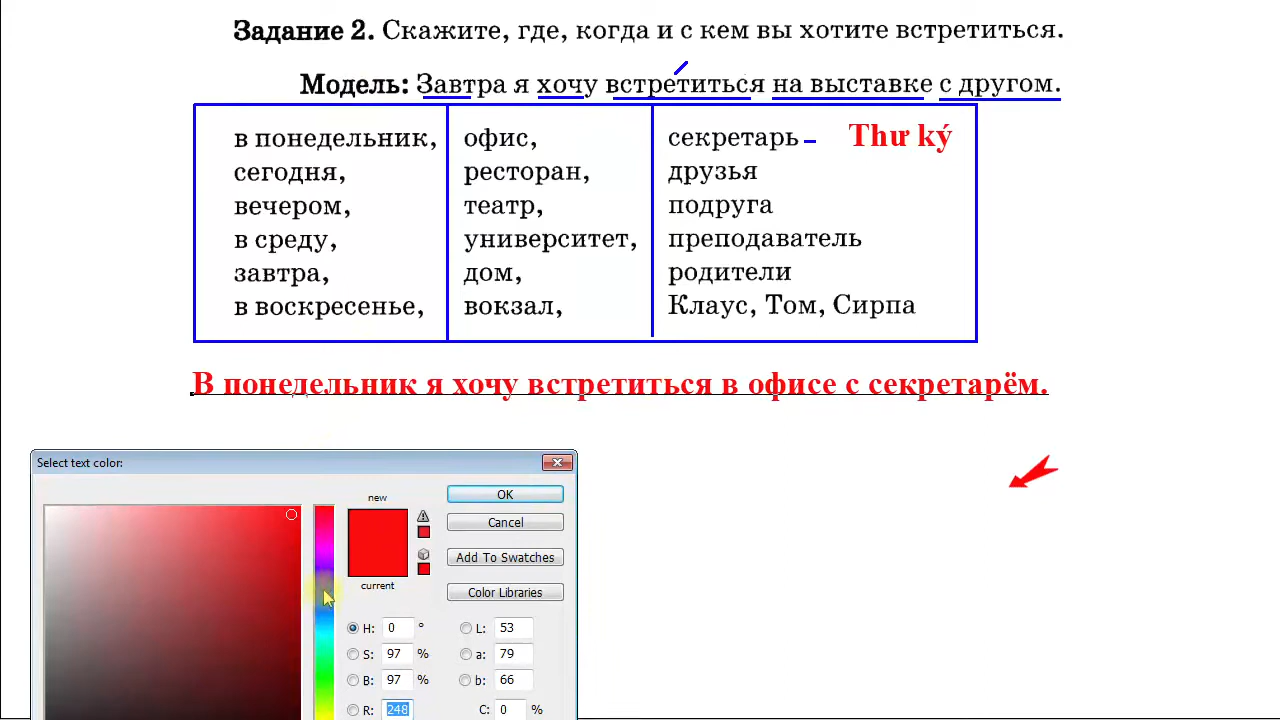 Задание 2. Скажите, где, когда и с кем вы хотите встретиться.
Модель: Завтра я хочу встретиться на выставке с другом.
в понедельник, офис, секретарь - Thư ký
сегодня, ресторан, друзья
вечером, театр, подруга
в среду, университет, преподаватель
завтра, дом, родители
в воскресенье, вокзал, Клаус, Том, Сирпа
В понедельник я хочу встретиться в офисе с секретарём.
Select text color:
new
OK
Cancel
Add To Swatches
current
Color Libraries
H: 0 ° L: 53
S: 97 % a: 79
B: 97 % b: 66
R: 248 C: 0 %